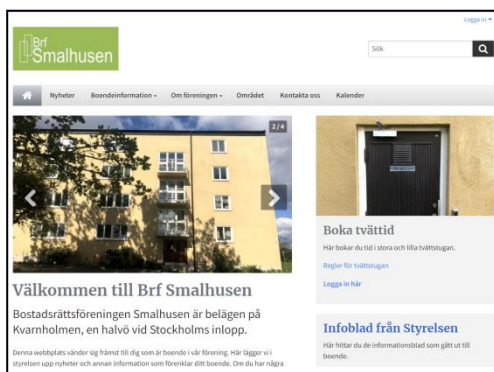 Logga in
Brf
Smalhusen
Sök
Nyheter Boendeinformation Om föreningen Området Kontakta oss Kalender
2/4
Välkommen till Brf Smalhusen
Bostadsrättsföreningen Smalhusen är belägen på
Kvarnholmen, en halvö vid Stockholms inlopp.
Denna webbplats vänder sig främst till dig som är boende i vår förening. Här lägger vi i
styrelsen upp nyheter och annan information som förenklar ditt boende. Om du har några
Boka tvättid
Här bokar du tid i stora och lilla tvättstugan.
Regler för tvättstugan
Logga in här
Infoblad från Styrelsen
Här hittar du de informationsblad som gått ut till
boende.